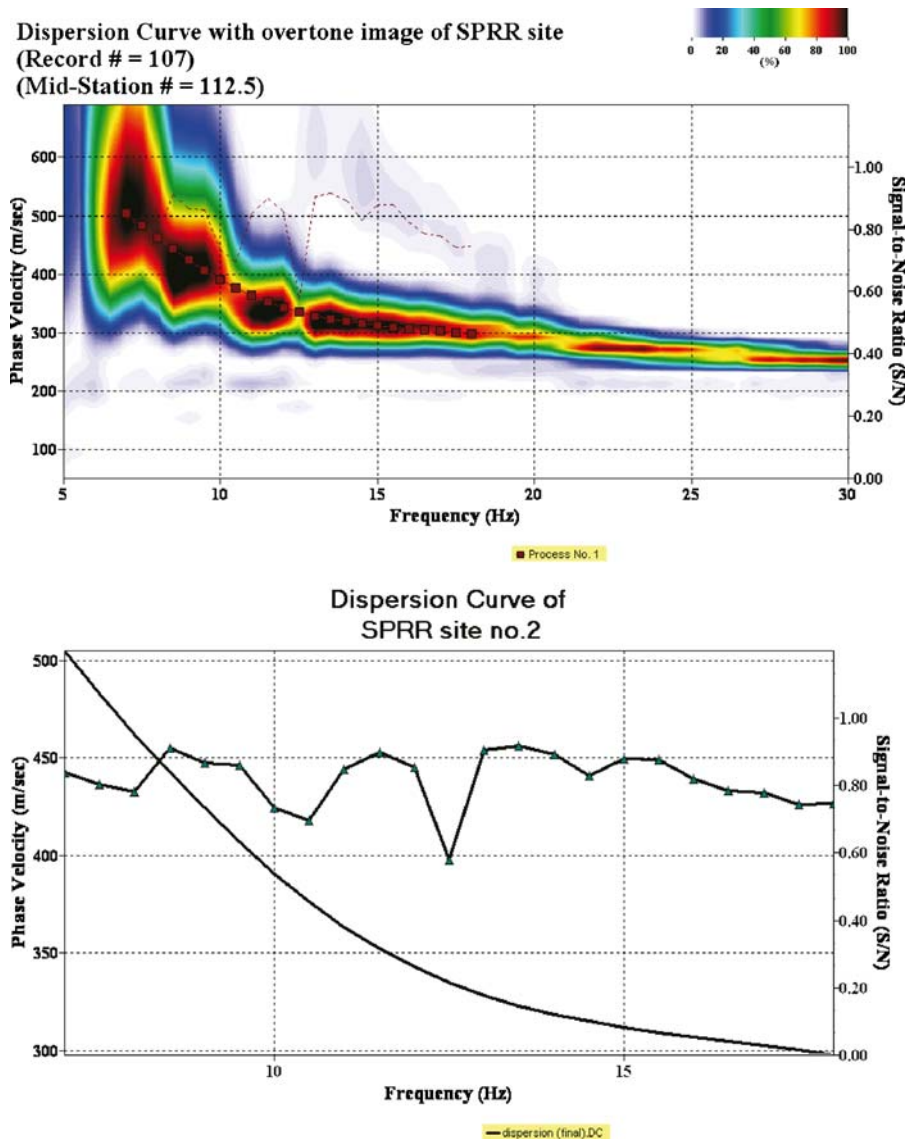 Dispersion Curve with overtone image of SPRR site
(Record # = 107)
(Mid-Station # = 112.5)
0 20 40 60 80 100
(%)
Phase Velocity (m/sec)
600
500
400
300
200
100
1.00
0.80
0.60
0.40
0.20
0.00
Signal-to-Noise Ratio (S/N)
5 10 15 20 25 30
Frequency (Hz)
Process No. 1
Dispersion Curve of
SPRR site no.2
Phase Velocity (m/sec)
500
450
400
350
300
1.00
0.80
0.60
0.40
0.20
0.00
Signal-to-Noise Ratio (S/N)
10 15
Frequency (Hz)
dispersion (final).DC